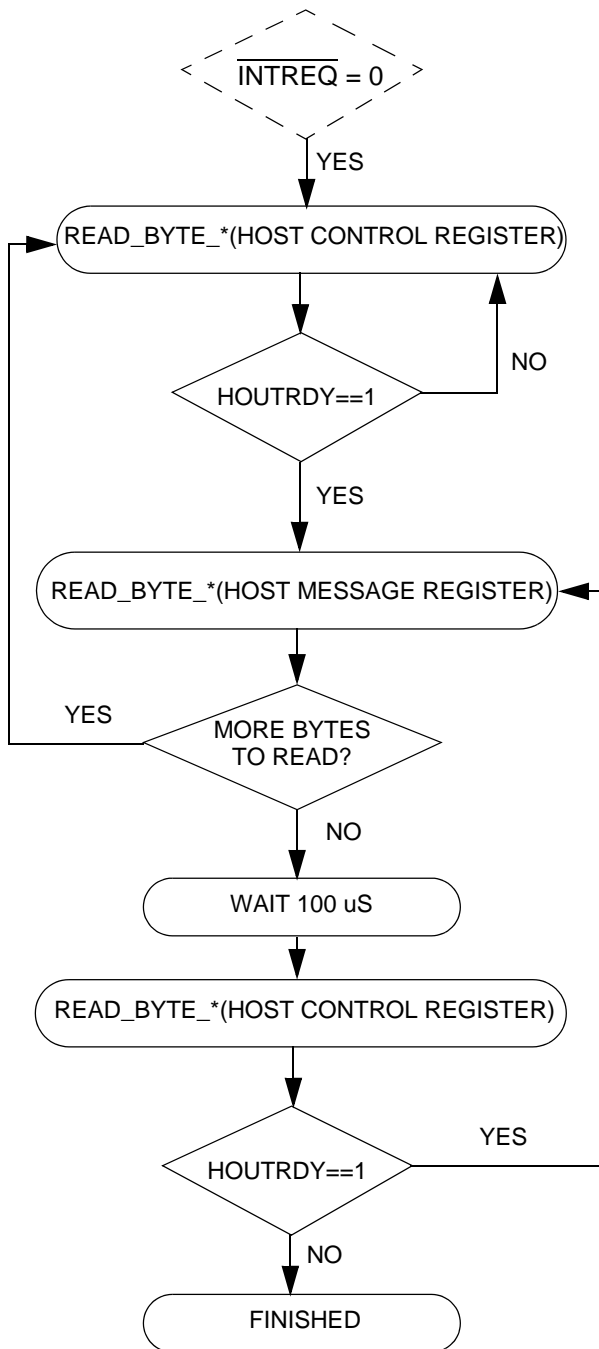 INTREQ = 0
YES
READ_BYTE_*(HOST CONTROL REGISTER)
NO
HOUTRDY==1
YES
READ_BYTE_*(HOST MESSAGE REGISTER)
YES
MORE BYTES
TO READ?
NO
WAIT 100 uS
READ_BYTE_*(HOST CONTROL REGISTER)
YES
HOUTRDY==1
NO
FINISHED